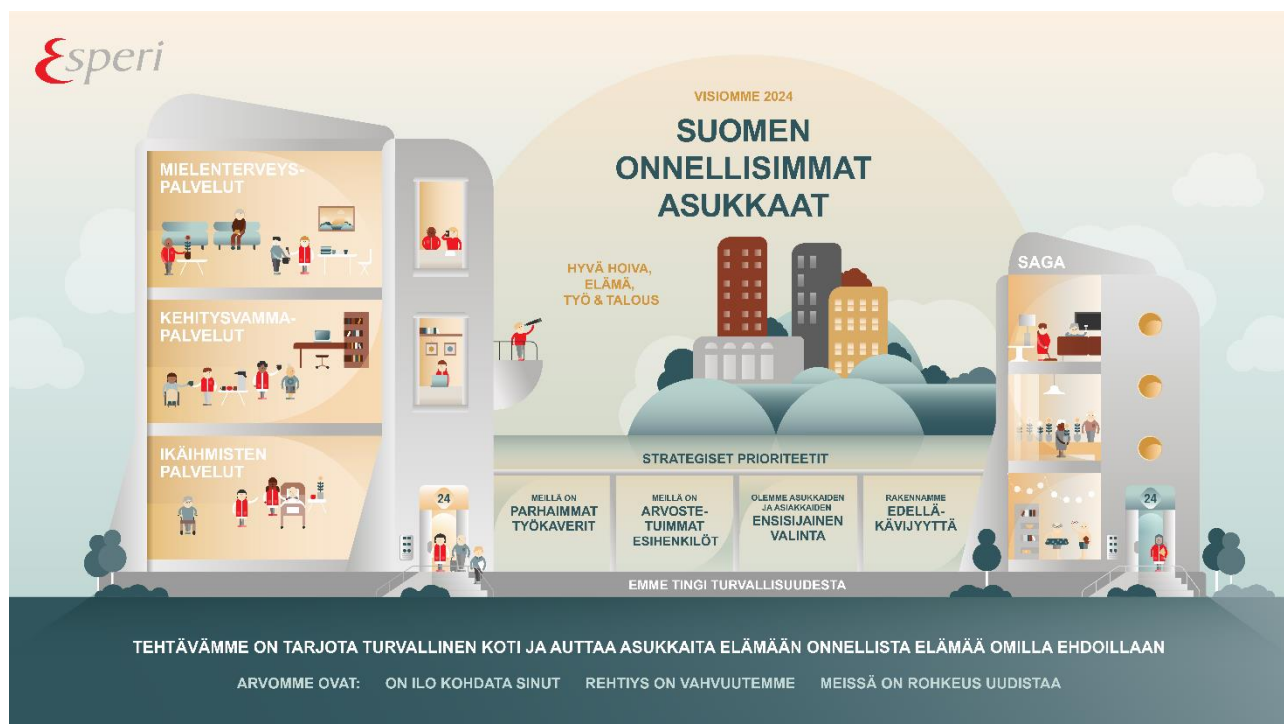 Esperi
VISIOMME 2024
SUOMEN
ONNELLISIMMAT
ASUKKAAT
HYVÄ HOIVA,
ELÄMÄ,
TYÖ & TALOUS
MIELENTERVEYS-
PALVELUT
KEHITYSVAMMA-
PALVELUT
IKÄIHMISTEN
PALVELUT
24
SAGA
24
STRATEGISET PRIORITEETIT
MEILLÄ ON
PARHAIMMAT
TYÖKAVERIT
MEILLÄ ON
ARVOSTE-
TUIMMAT
ESIHENKILÖT
OLEMME ASUKKAIDEN
JA ASIAKKAIDEN
ENSISIJAINEN
VALINTA
RAKENNAMME
EDELLÄ-
KÄVIJYYTTÄ
EMME TINGI TURVALLISUUDESTA
TEHTÄVÄMME ON TARJOTA TURVALLINEN KOTI JA AUTTAA ASUKKAITA ELÄMÄÄN ONNELLISTA ELÄMÄÄ OMILLA EHDOILLAAN
ARVOMME OVAT: ON ILO KOHDATA SINUT REHTIYS ON VAHVUUTEMME MEISSÄ ON ROHKEUS UUDISTAA